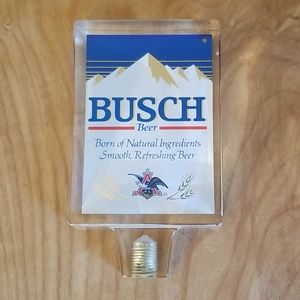 BUSCH
Beer
Born of Natural Ingredients
Smooth, Refreshing Beer